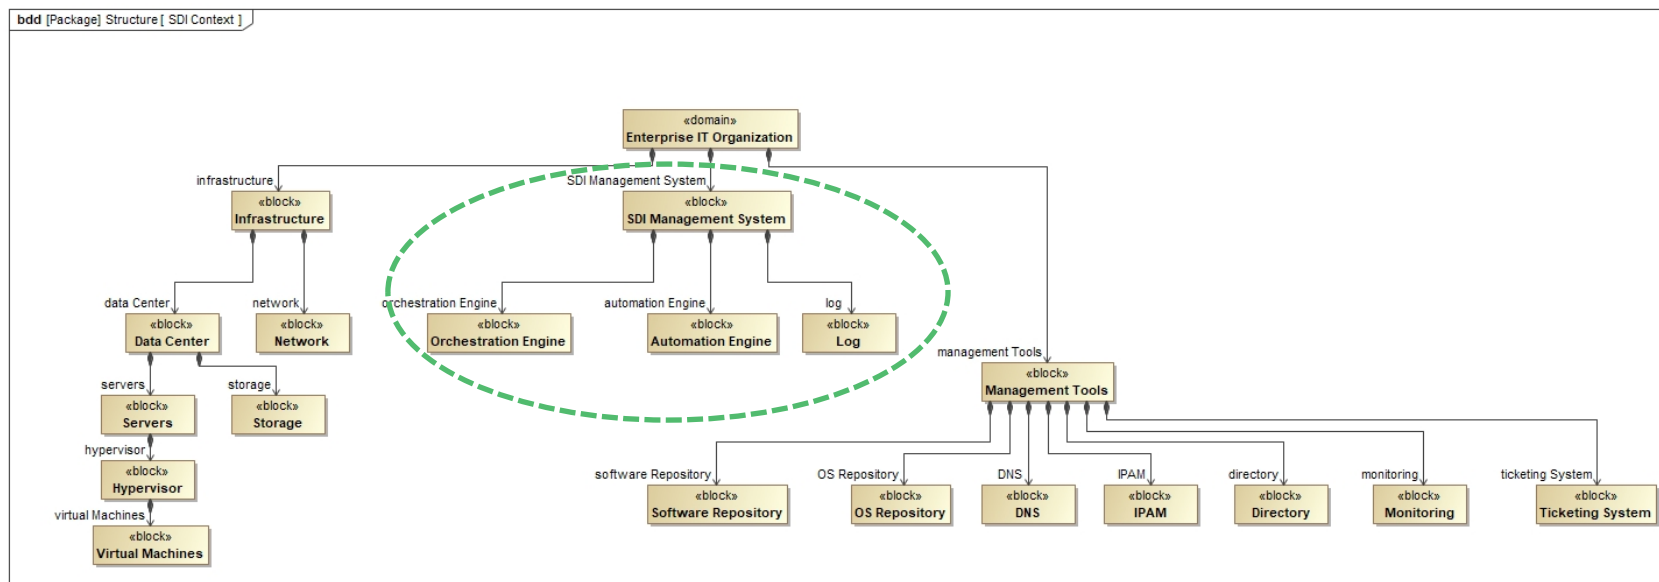 bdd [Package] Structure [ SDI Context ]
«domain»
Enterprise IT Organization
infrastructure
«block»
Infrastructure
SDI Management System
«block»
SDI Management System
data Center
«block»
Data Center
network
«block»
Network
orchestration Engine
«block»
Orchestration Engine
automation Engine
«block»
Automation Engine
log
«block»
Log
management Tools
«block»
Management Tools
servers
«block»
Servers
storage
«block»
Storage
hypervisor
«block»
Hypervisor
virtual Machines
«block»
Virtual Machines
software Repository
«block»
Software Repository
OS Repository
«block»
OS Repository
DNS
«block»
DNS
IPAM
«block»
IPAM
directory
«block»
Directory
monitoring
«block»
Monitoring
ticketing System
«block»
Ticketing System